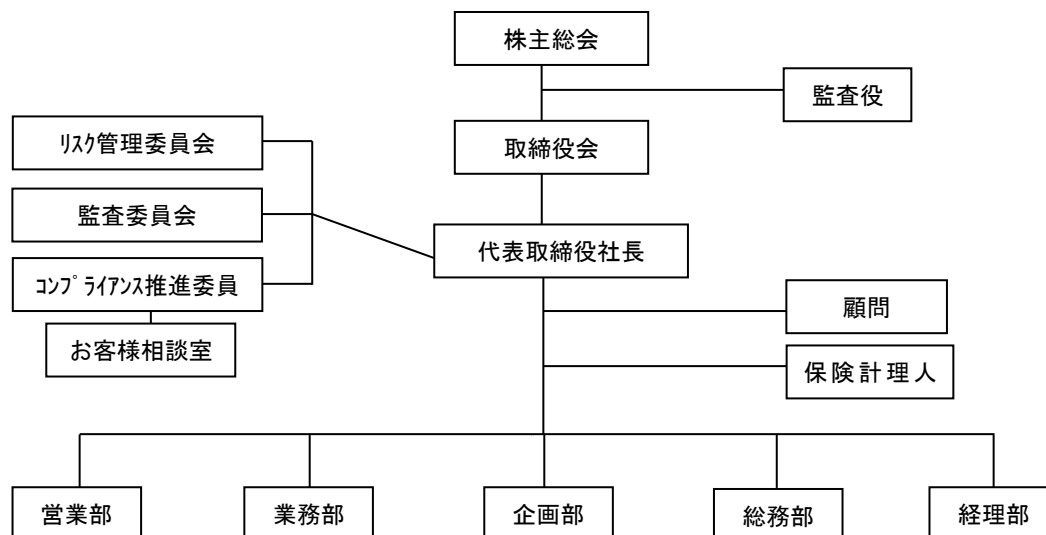 株主総会
監査役
リスク管理委員会
取締役会
監査委員会
代表取締役社長
コンプライアンス推進委員
顧問
お客様相談室
保険計理人
営業部
業務部
企画部
総務部
経理部